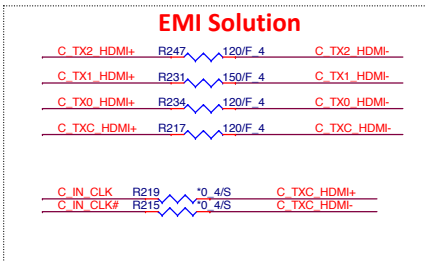 EMI Solution
C_TX2_HDMI+ R247 120/F_4 C_TX2_HDMI-
C_TX1_HDMI+ R231 150/F_4 C_TX1_HDMI-
C_TX0_HDMI+ R234 120/F_4 C_TX0_HDMI-
C_TXC_HDMI+ R217 120/F_4 C_TXC_HDMI-
C_IN_CLK R219 *0_4/S C_TXC_HDMI+
C_IN_CLK# R215 *0_4/S C_TXC_HDMI-